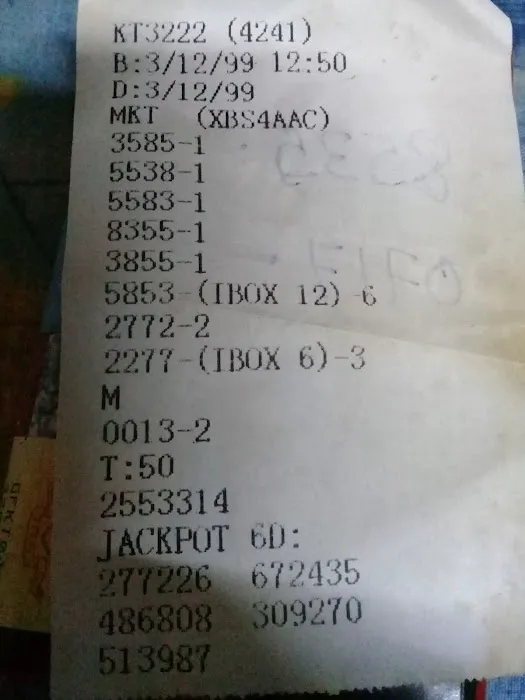 KT3222 (4241)
B:3/12/99 12:50
D:3/12/99
MKT (XBS4AAC)
3585-1
5538-1
5583-1
8355-1
3855-1
5853-(IBOX 12)-6
2772-2
2277-(IBOX 6)-3
M
0013-2
T:50
2553314
JACKPOT 6D:
277226 672435
486808 309270
513987